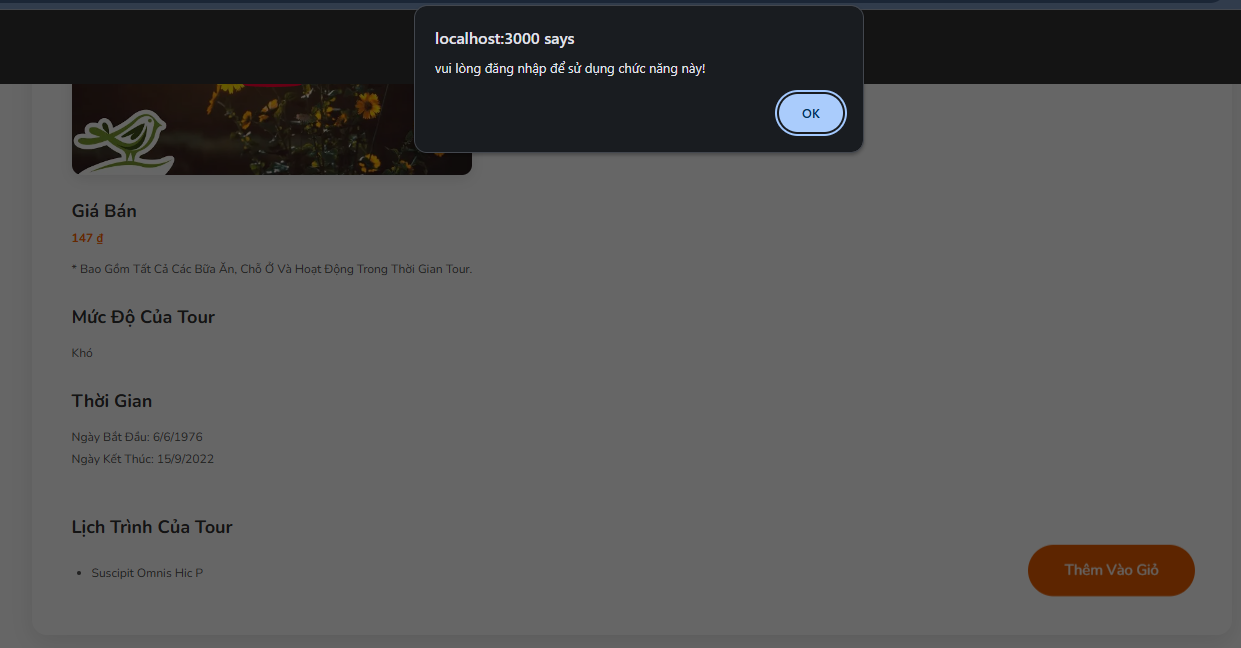 localhost:3000 says
vui lòng đăng nhập để sử dụng chức năng này!
OK
Giá Bán
147 ₫
* Bao Gồm Tất Cả Các Bữa Ăn, Chỗ Ở Và Hoạt Động Trong Thời Gian Tour.
Mức Độ Của Tour
Khó
Thời Gian
Ngày Bắt Đầu: 6/6/1976
Ngày Kết Thúc: 15/9/2022
Lịch Trình Của Tour
• Suscipit Omnis Hic P
Thêm Vào Giỏ